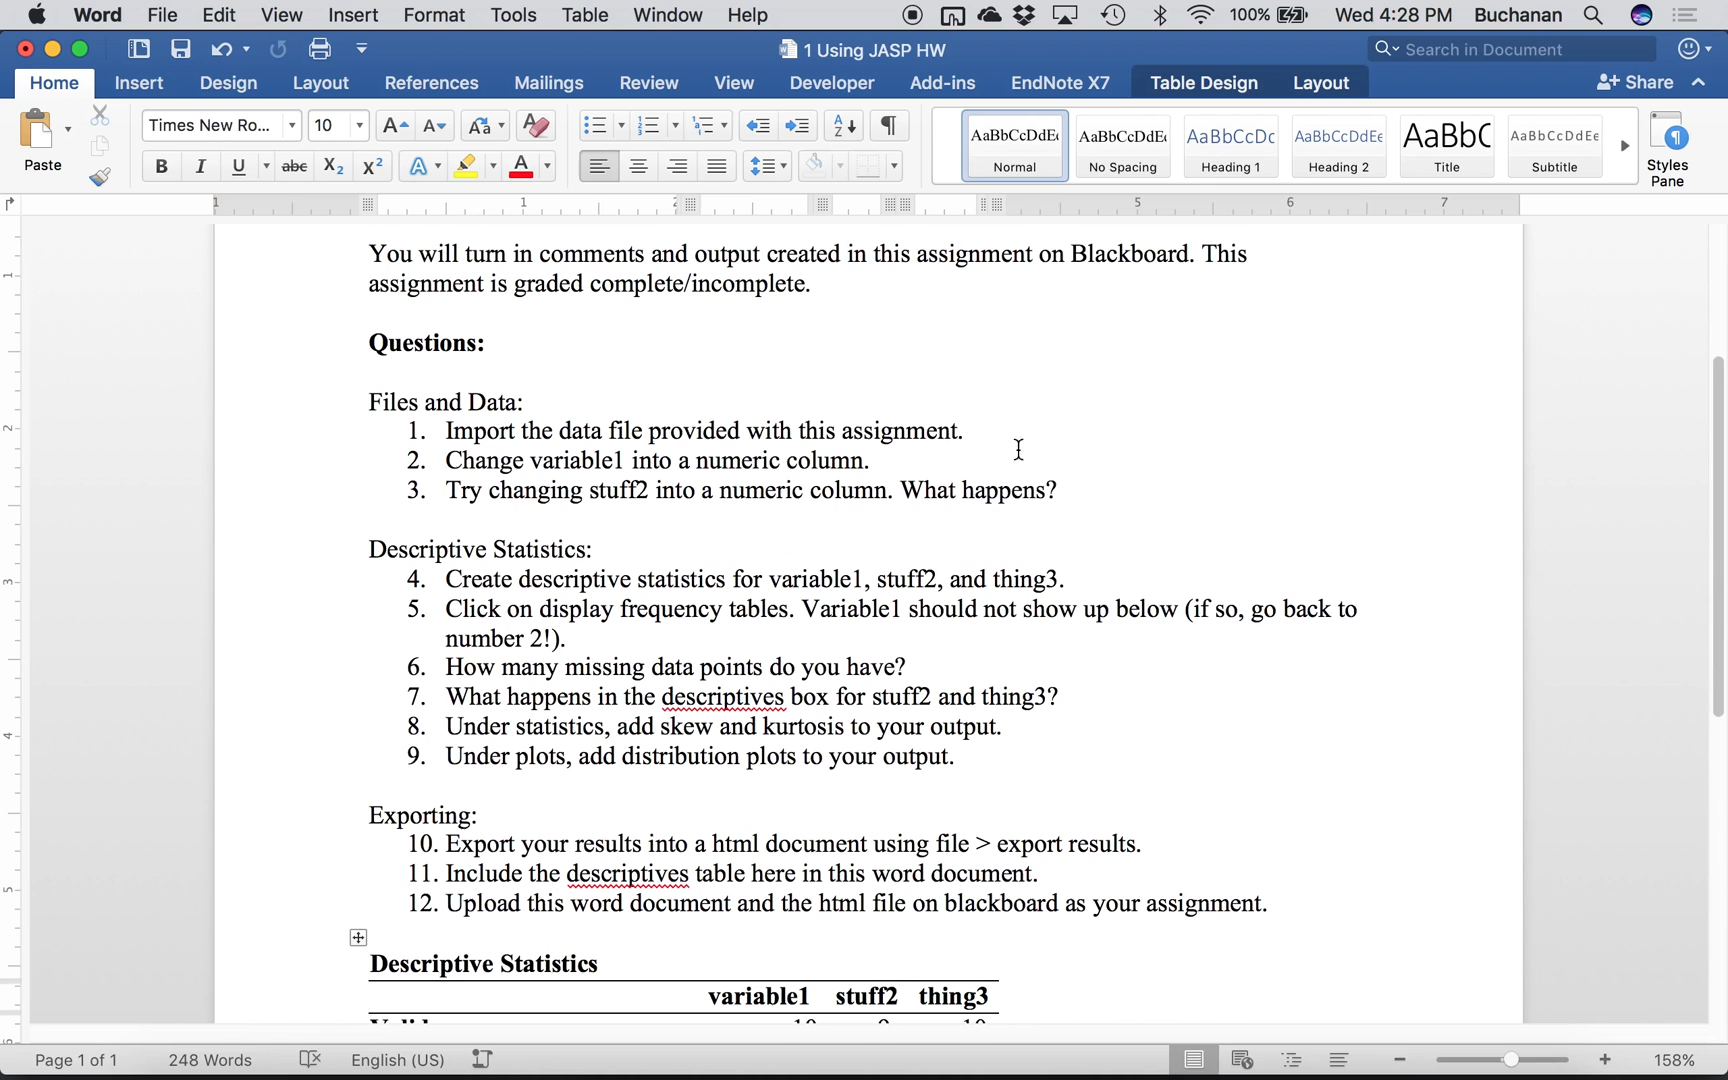 Word File Edit View Insert Format Tools Table Window Help 100% Wed 4:28 PM Buchanan
1 Using JASP HW Search in Document
Home Insert Design Layout References Mailings Review View Developer Add-ins EndNote X7 Table Design Layout Share
Paste Times New Ro... 10 A A Aa
B I U abc X2 X2 A A AaBbCcDdEe Normal AaBbCcDdEe No Spacing AaBbCcDc Heading 1 AaBbCcDdEe Heading 2 AaBbC Title AaBbCcDdEe Subtitle Styles Pane
1 1 2 5 6 7
You will turn in comments and output created in this assignment on Blackboard. This
assignment is graded complete/incomplete.
Questions:
Files and Data:
1. Import the data file provided with this assignment.
2. Change variable1 into a numeric column.
3. Try changing stuff2 into a numeric column. What happens?
Descriptive Statistics:
4. Create descriptive statistics for variable1, stuff2, and thing3.
5. Click on display frequency tables. Variable1 should not show up below (if so, go back to
number 2!).
6. How many missing data points do you have?
7. What happens in the descriptives box for stuff2 and thing3?
8. Under statistics, add skew and kurtosis to your output.
9. Under plots, add distribution plots to your output.
Exporting:
10. Export your results into a html document using file > export results.
11. Include the descriptives table here in this word document.
12. Upload this word document and the html file on blackboard as your assignment.
Descriptive Statistics
variable1 stuff2 thing3
Page 1 of 1 248 Words English (US) 158%